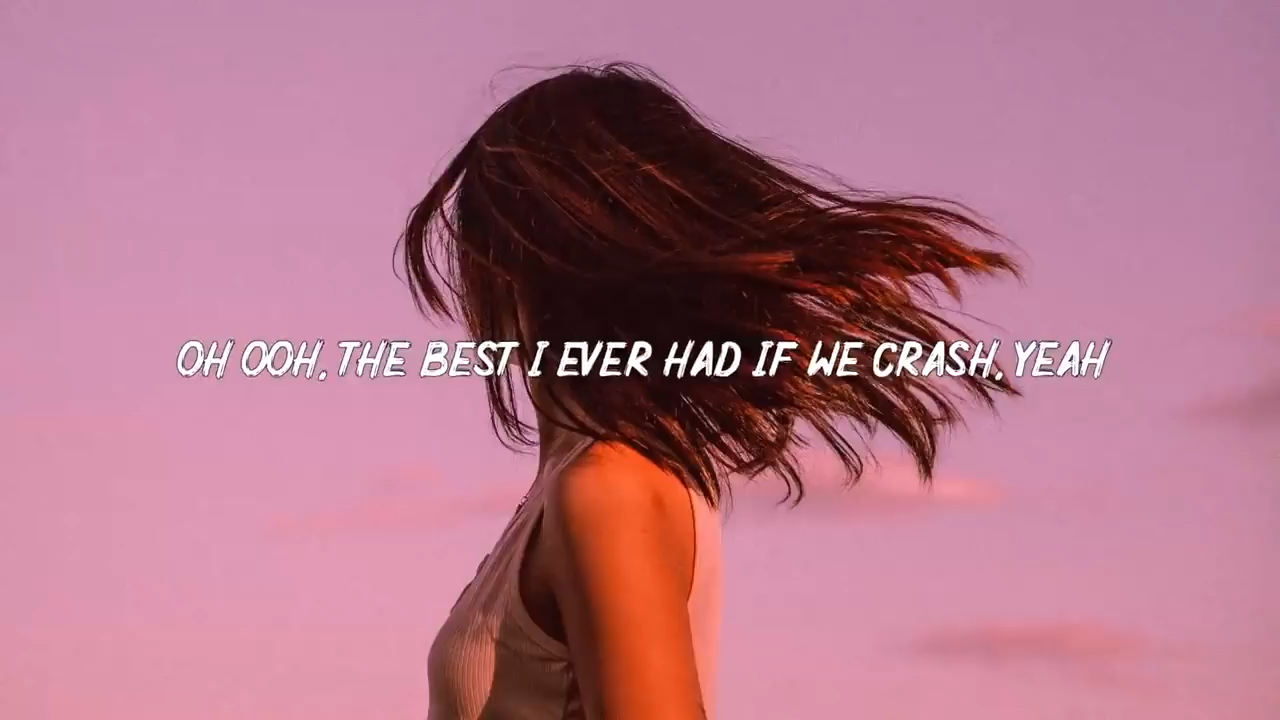 OH OOH, THE BEST I EVER HAD IF WE CRASH, YEAH